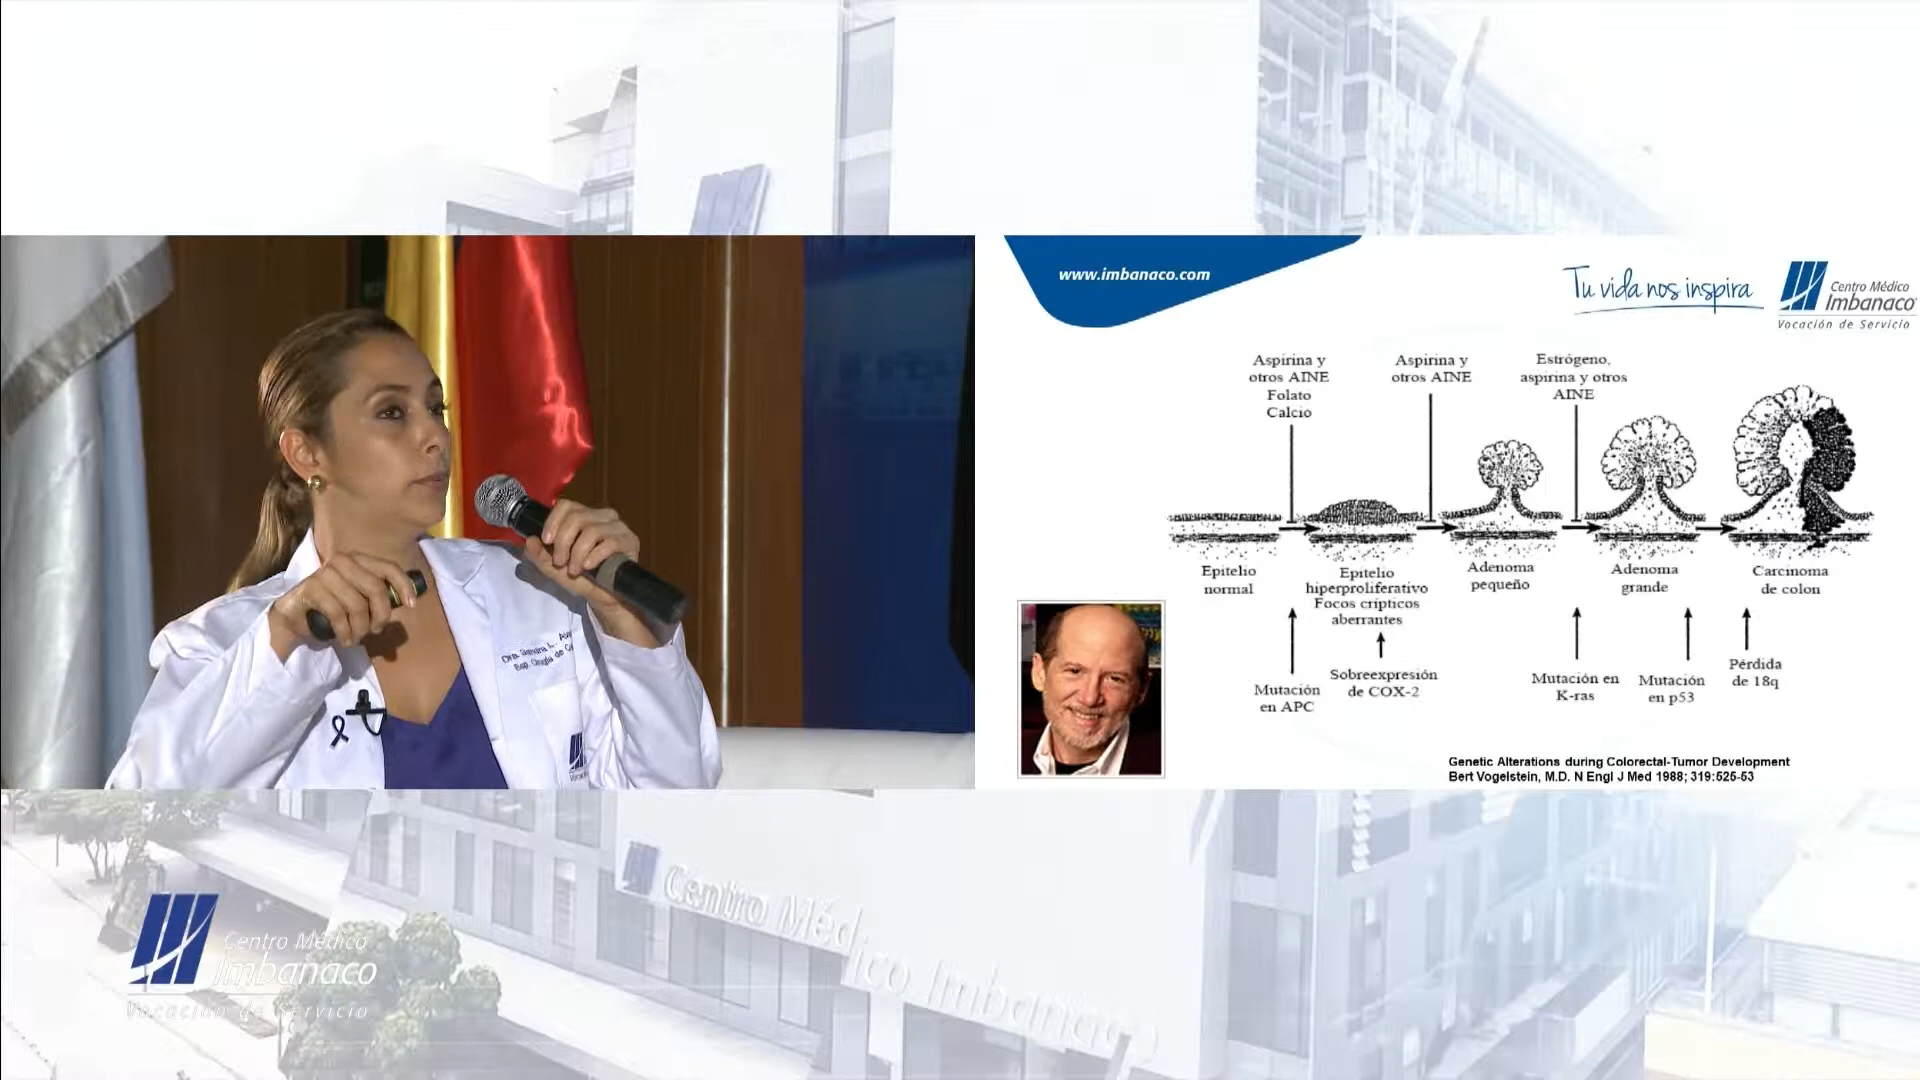 www.imbanaco.com
Tu vida nos inspira
Centro Médico
Imbanaco
Vocación de Servicio
Aspirina y
otros AINE
Folato
Calcio
Aspirina y
otros AINE
Estrógeno,
aspirina y otros
AINE
Epitelio
normal
Epitelio
hiperproliferativo
Focos crípticos
aberrantes
Adenoma
pequeño
Adenoma
grande
Carcinoma
de colon
Mutación
en APC
Sobreexpresión
de COX-2
Mutación en
K-ras
Mutación
en p53
Pérdida
de 18q
Genetic Alterations during Colorectal-Tumor Development
Bert Vogelstein, M.D. N Engl J Med 1988; 319:525-53
Dra.
Esp. Cirugía de
Centro Médico Imbanaco
Centro Médico
Imbanaco
Vocación de Servicio